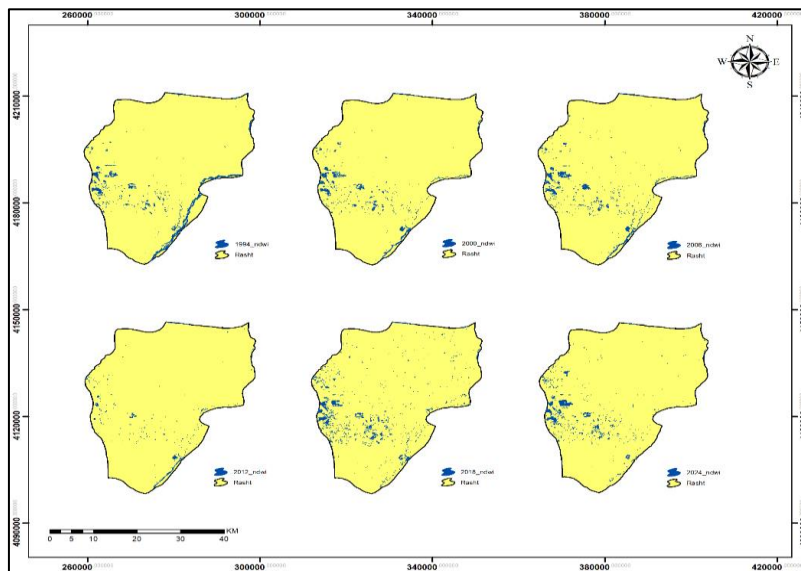 260000 300000 340000 380000 420000
N
W E
S
4210000
4180000
1994_ndwi 2000_ndwi 2006_ndwi
Rasht Rasht Rasht
4150000
4120000
2012_ndwi 2018_ndwi 2024_ndwi
Rasht Rasht Rasht
4090000
KM
0 5 10 20 30 40
260000 300000 340000 380000 420000